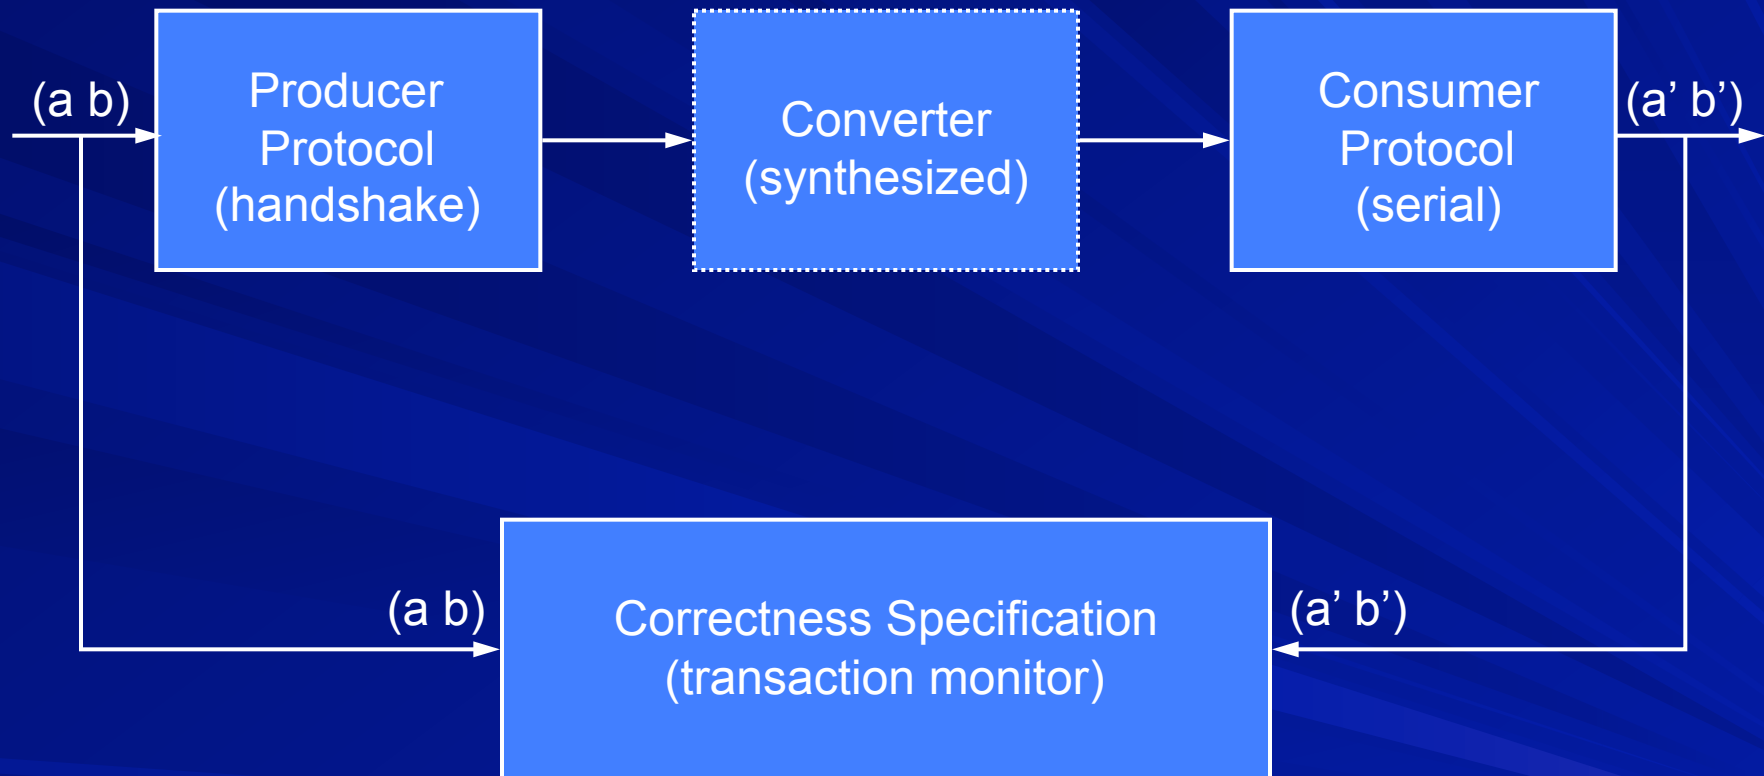 (a b)
Producer
Protocol
(handshake)
Converter
(synthesized)
Consumer
Protocol
(serial)
(a’ b’)
(a b)
Correctness Specification
(transaction monitor)
(a’ b’)